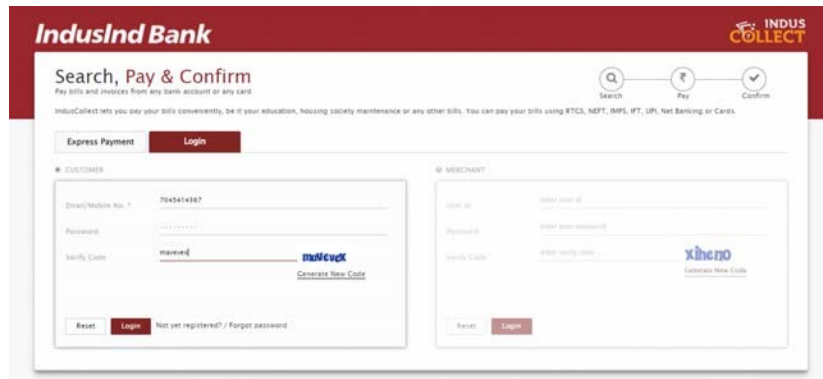 IndusInd Bank
INDUS
COLLECT
Search, Pay & Confirm
Pay bills and invoices from any bank account or any card
Search
Pay
Confirm
IndusCollect lets you pay your bills conveniently, be it your education, housing society maintenance or any other bills. You can pay your bills using RTGS, NEFT, IMPS, IFT, UPI, Net Banking or Cards.
Express Payment
Login
CUSTOMER
Email/Mobile No. *
7045414367
Password
Verify Code
mavevex
mavevex
Generate New Code
Reset
Login
Not yet registered? / Forgot password
MERCHANT
User Id
Enter user id
Password
Enter your password
Verify Code
Enter verify code
xiheno
Generate New Code
Reset
Login